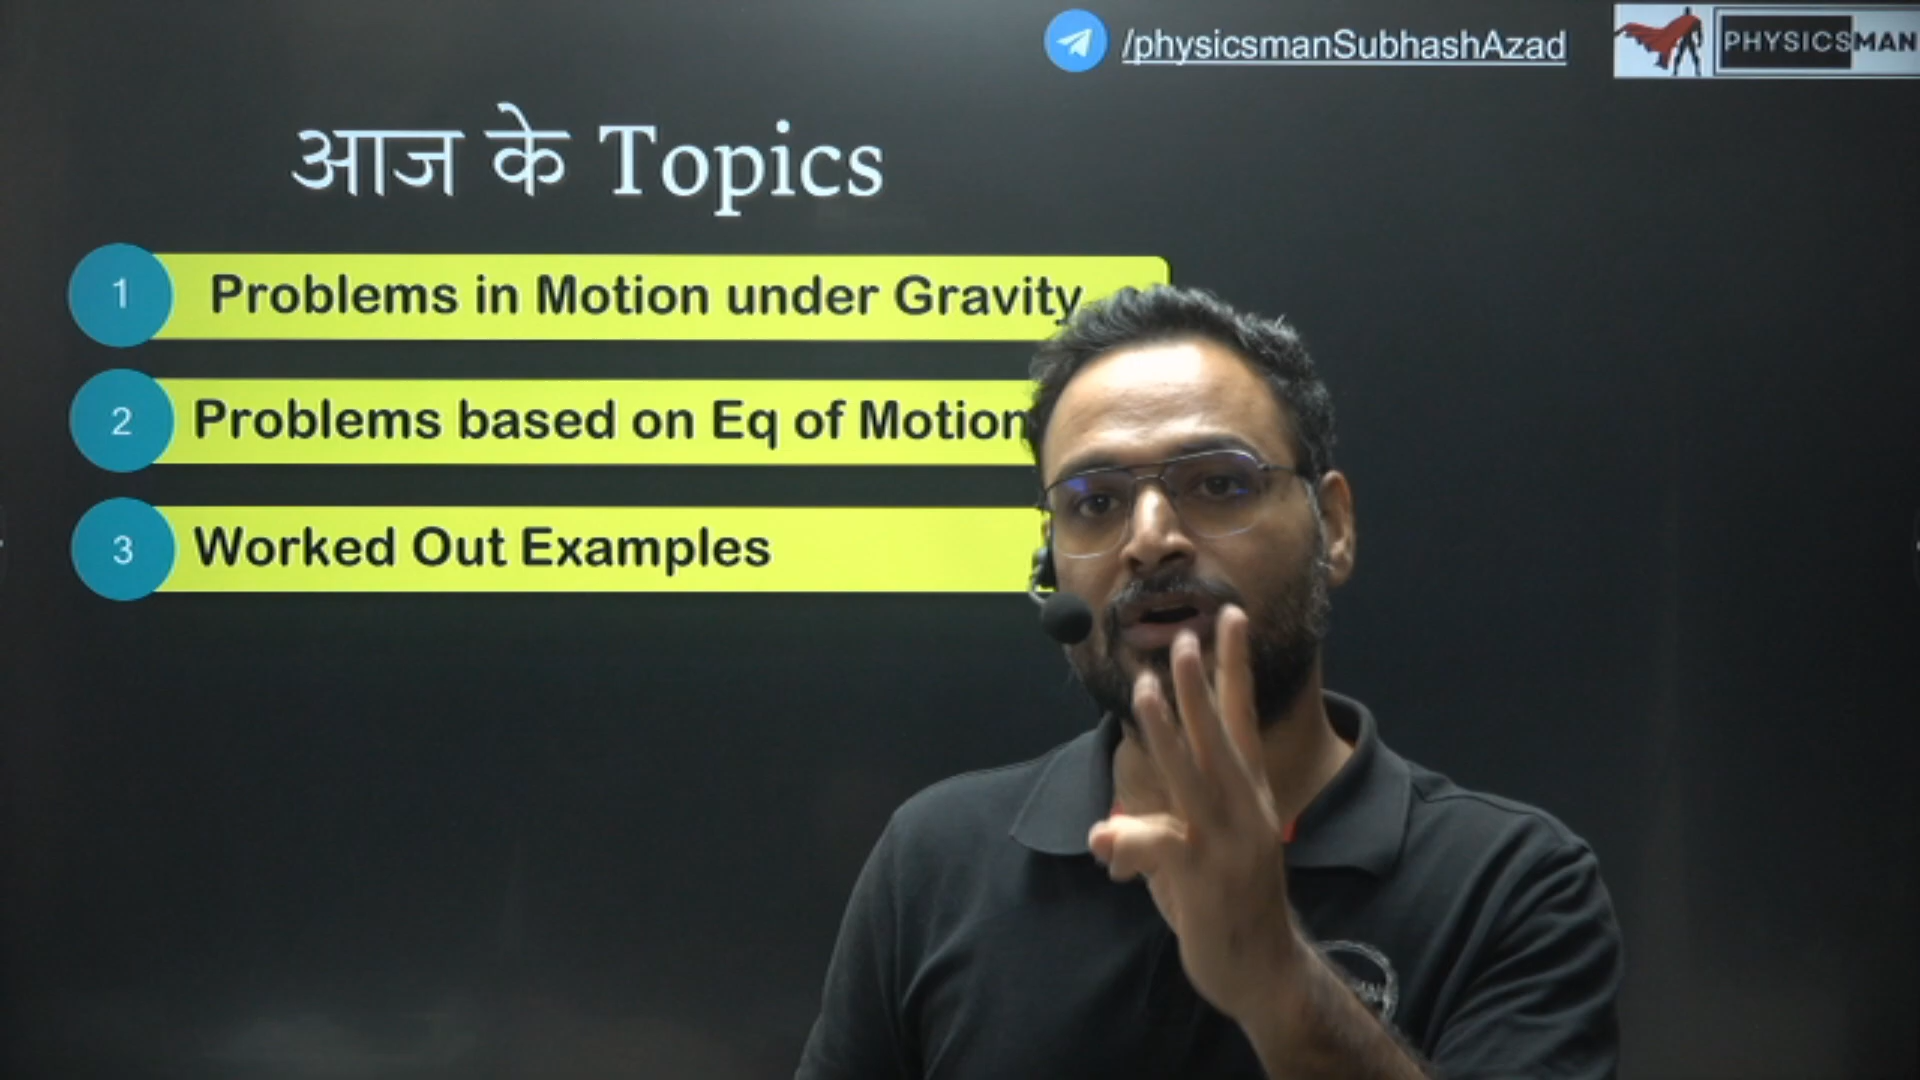 /physicsmanSubhashAzad
PHYSICSMAN
आज के Topics
1 Problems in Motion under Gravity
2 Problems based on Eq of Motion
3 Worked Out Examples